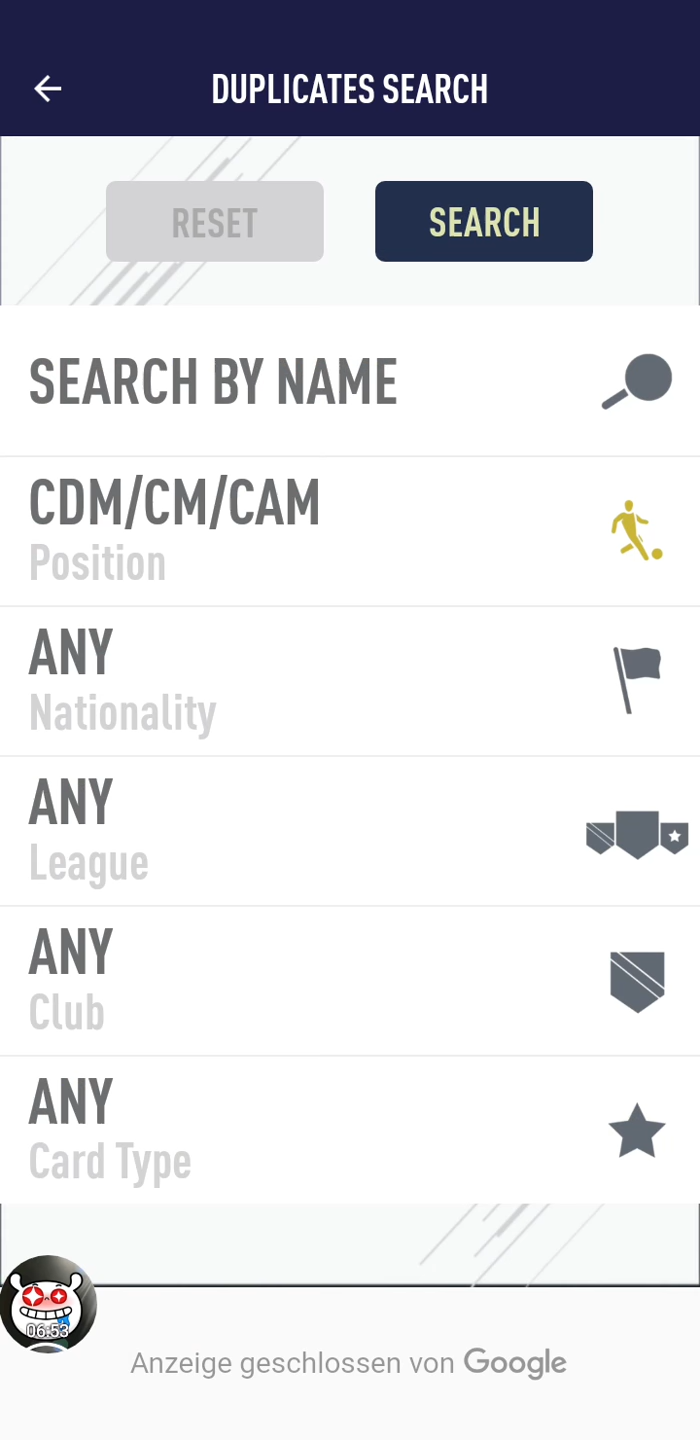 DUPLICATES SEARCH
RESET
SEARCH
SEARCH BY NAME
CDM/CM/CAM
Position
ANY
Nationality
ANY
League
ANY
Club
ANY
Card Type
06:53
Anzeige geschlossen von Google